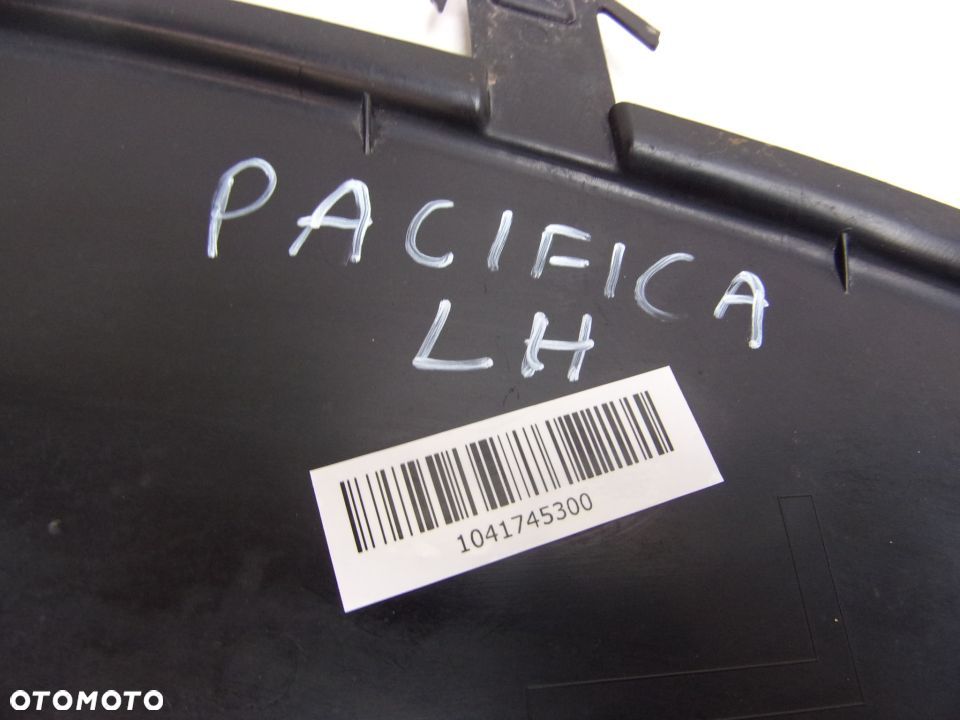 PACIFICA
LH
1041745300
OTOMOTO